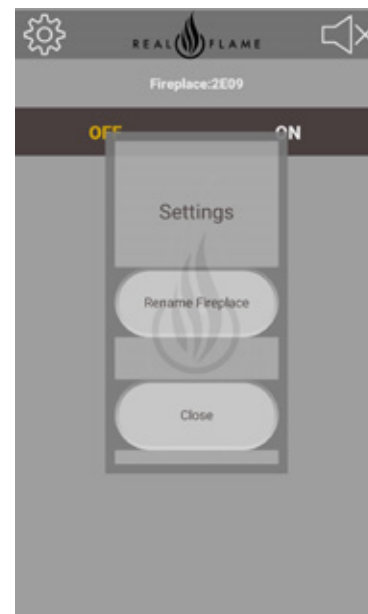 REAL FLAME
Fireplace:2E09
OFF ON
Settings
Rename Fireplace
Close